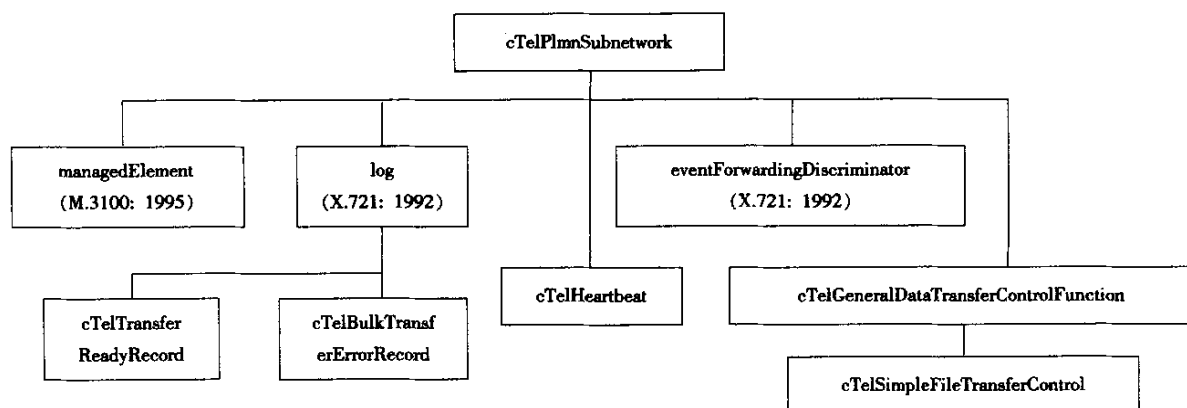 cTelPlmnSubnetwork
managedElement
(M.3100: 1995)
log
(X.721: 1992)
eventForwardingDiscriminator
(X.721: 1992)
cTelHeartbeat
cTelGeneralDataTransferControlFunction
cTelTransfer
ReadyRecord
cTelBulkTransf
erErrorRecord
cTelSimpleFileTransferControl